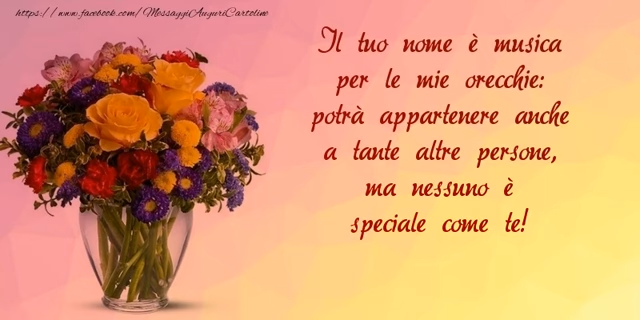 https://www.facebook.com/MessaggiAuguriCartoline
Il tuo nome è musica
per le mie orecchie:
potrà appartenere anche
a tante altre persone,
ma nessuno è
speciale come te!